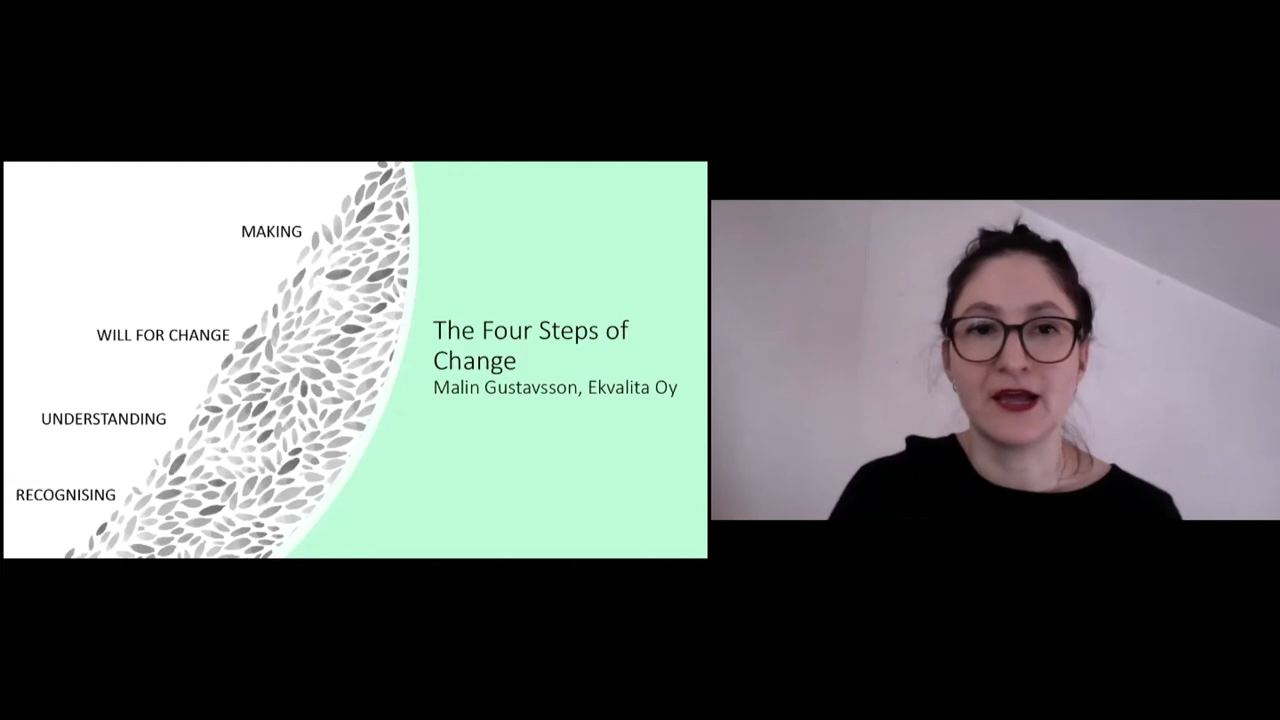 MAKING
WILL FOR CHANGE
UNDERSTANDING
RECOGNISING
The Four Steps of
Change
Malin Gustavsson, Ekvalita Oy